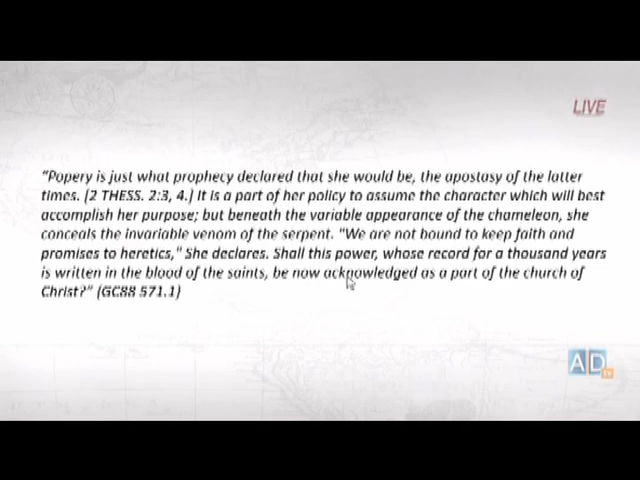 LIVE
"Popery is just what prophecy declared that she would be, the apostasy of the latter
times. [2 THESS. 2:3, 4.] It is a part of her policy to assume the character which will best
accomplish her purpose; but beneath the variable appearance of the chameleon, she
conceals the invariable venom of the serpent. "We are not bound to keep faith and
promises to heretics," She declares. Shall this power, whose record for a thousand years
is written in the blood of the saints, be now acknowledged as a part of the church of
Christ?" (GC88 571.1)
AD
tv